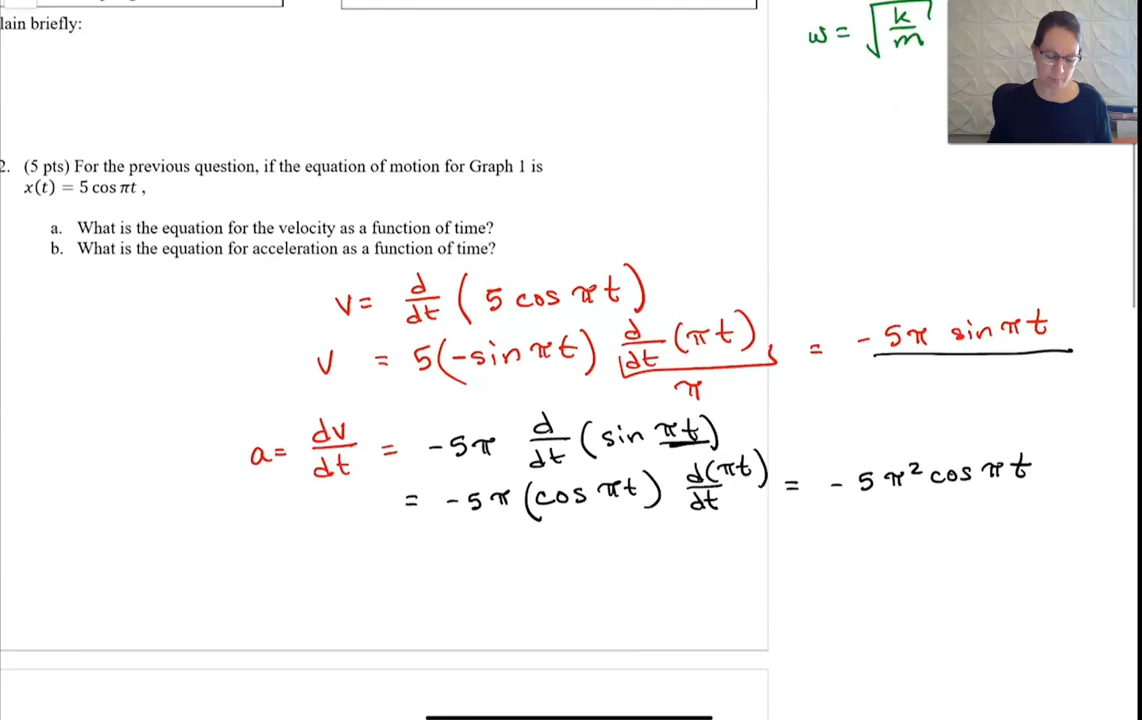 lain briefly:
ω = √k/m
2. (5 pts) For the previous question, if the equation of motion for Graph 1 is
x(t) = 5 cos πt ,
a. What is the equation for the velocity as a function of time?
b. What is the equation for acceleration as a function of time?
v = d/dt ( 5 cos πt )
v = 5(-sin πt) d/dt (πt) = - 5π sin πt
π
a = dv/dt = -5π d/dt (sin πt)
= -5π (cos πt) d(πt)/dt = - 5π² cos πt